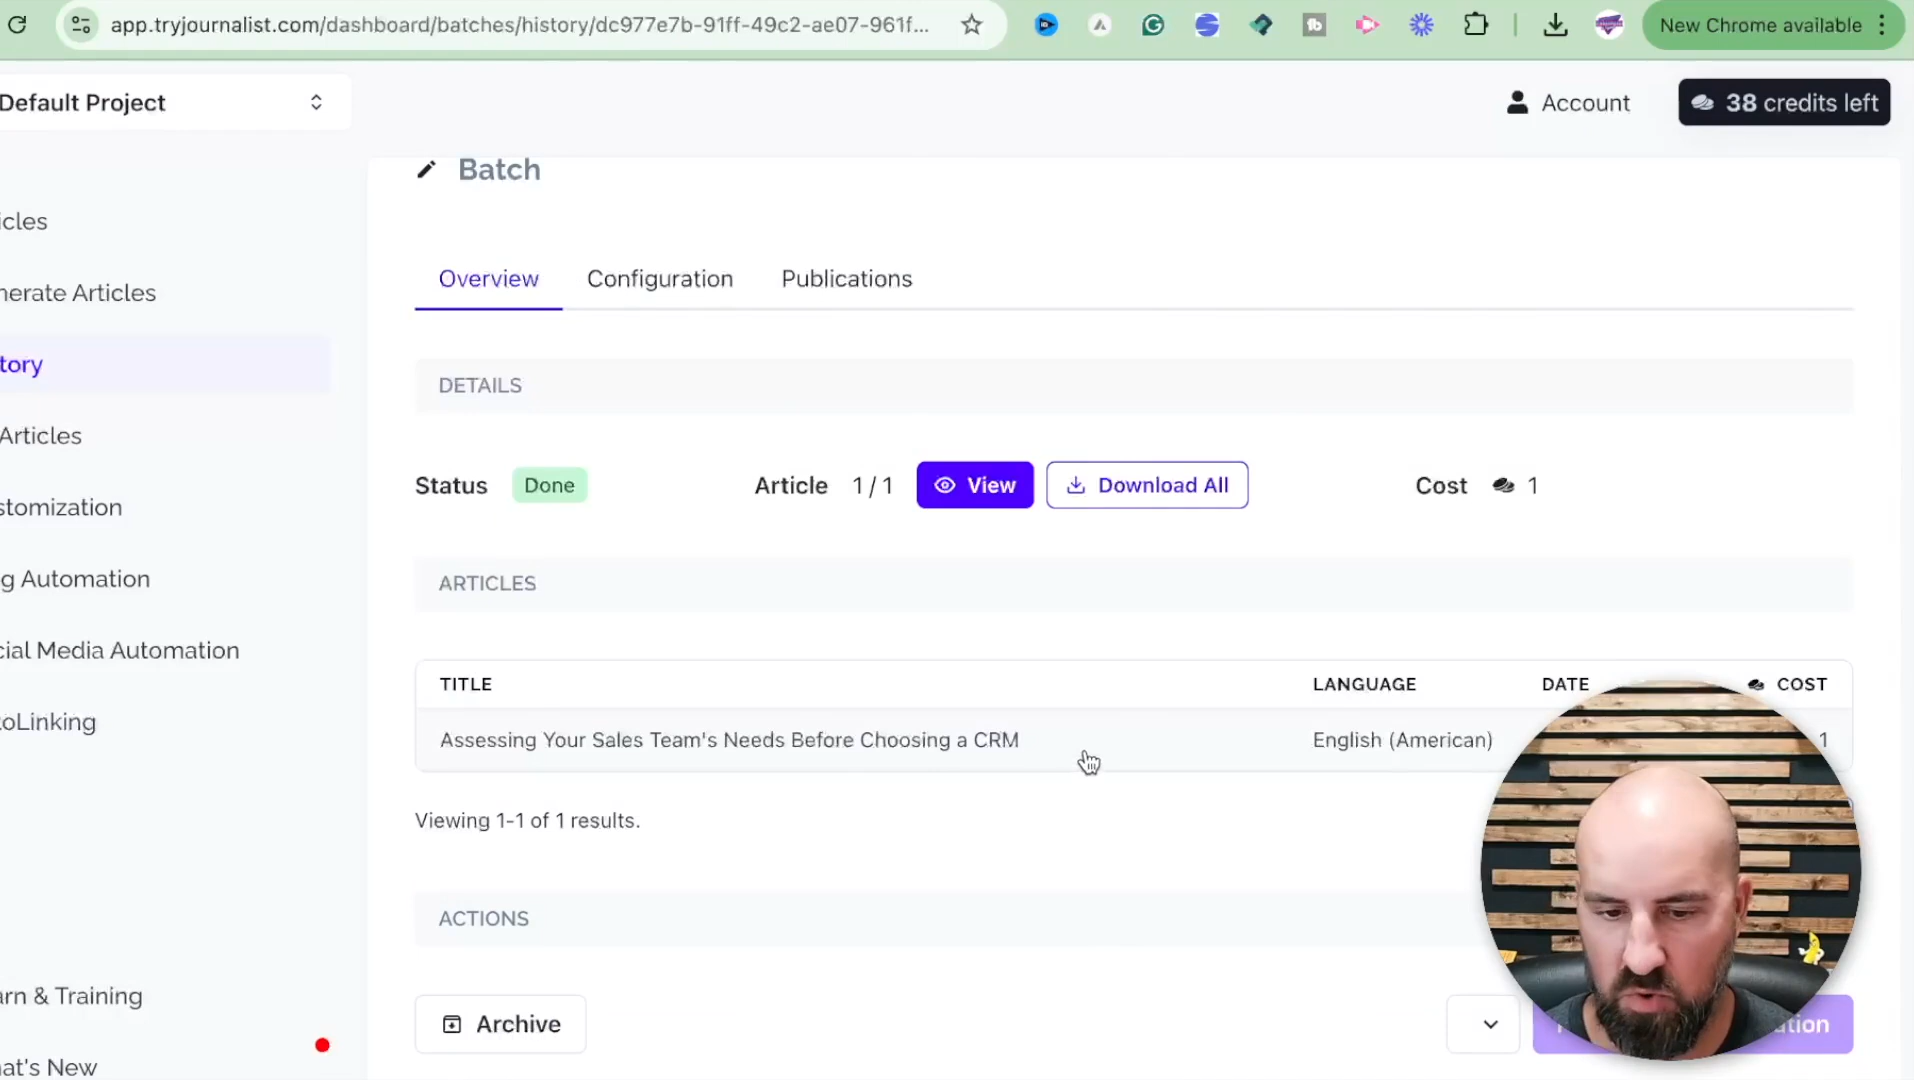 app.tryjournalist.com/dashboard/batches/history/dc977e7b-91ff-49c2-ae07-961f...
New Chrome available
Default Project
Account
38 credits left
Batch
icles
Overview
Configuration
Publications
nerate Articles
tory
DETAILS
Articles
Status
Done
Article
1 / 1
View
Download All
Cost
1
stomization
g Automation
ARTICLES
cial Media Automation
TITLE
LANGUAGE
DATE
COST
oLinking
Assessing Your Sales Team's Needs Before Choosing a CRM
English (American)
1
Viewing 1-1 of 1 results.
ACTIONS
arn & Training
Archive
ation
nat's New